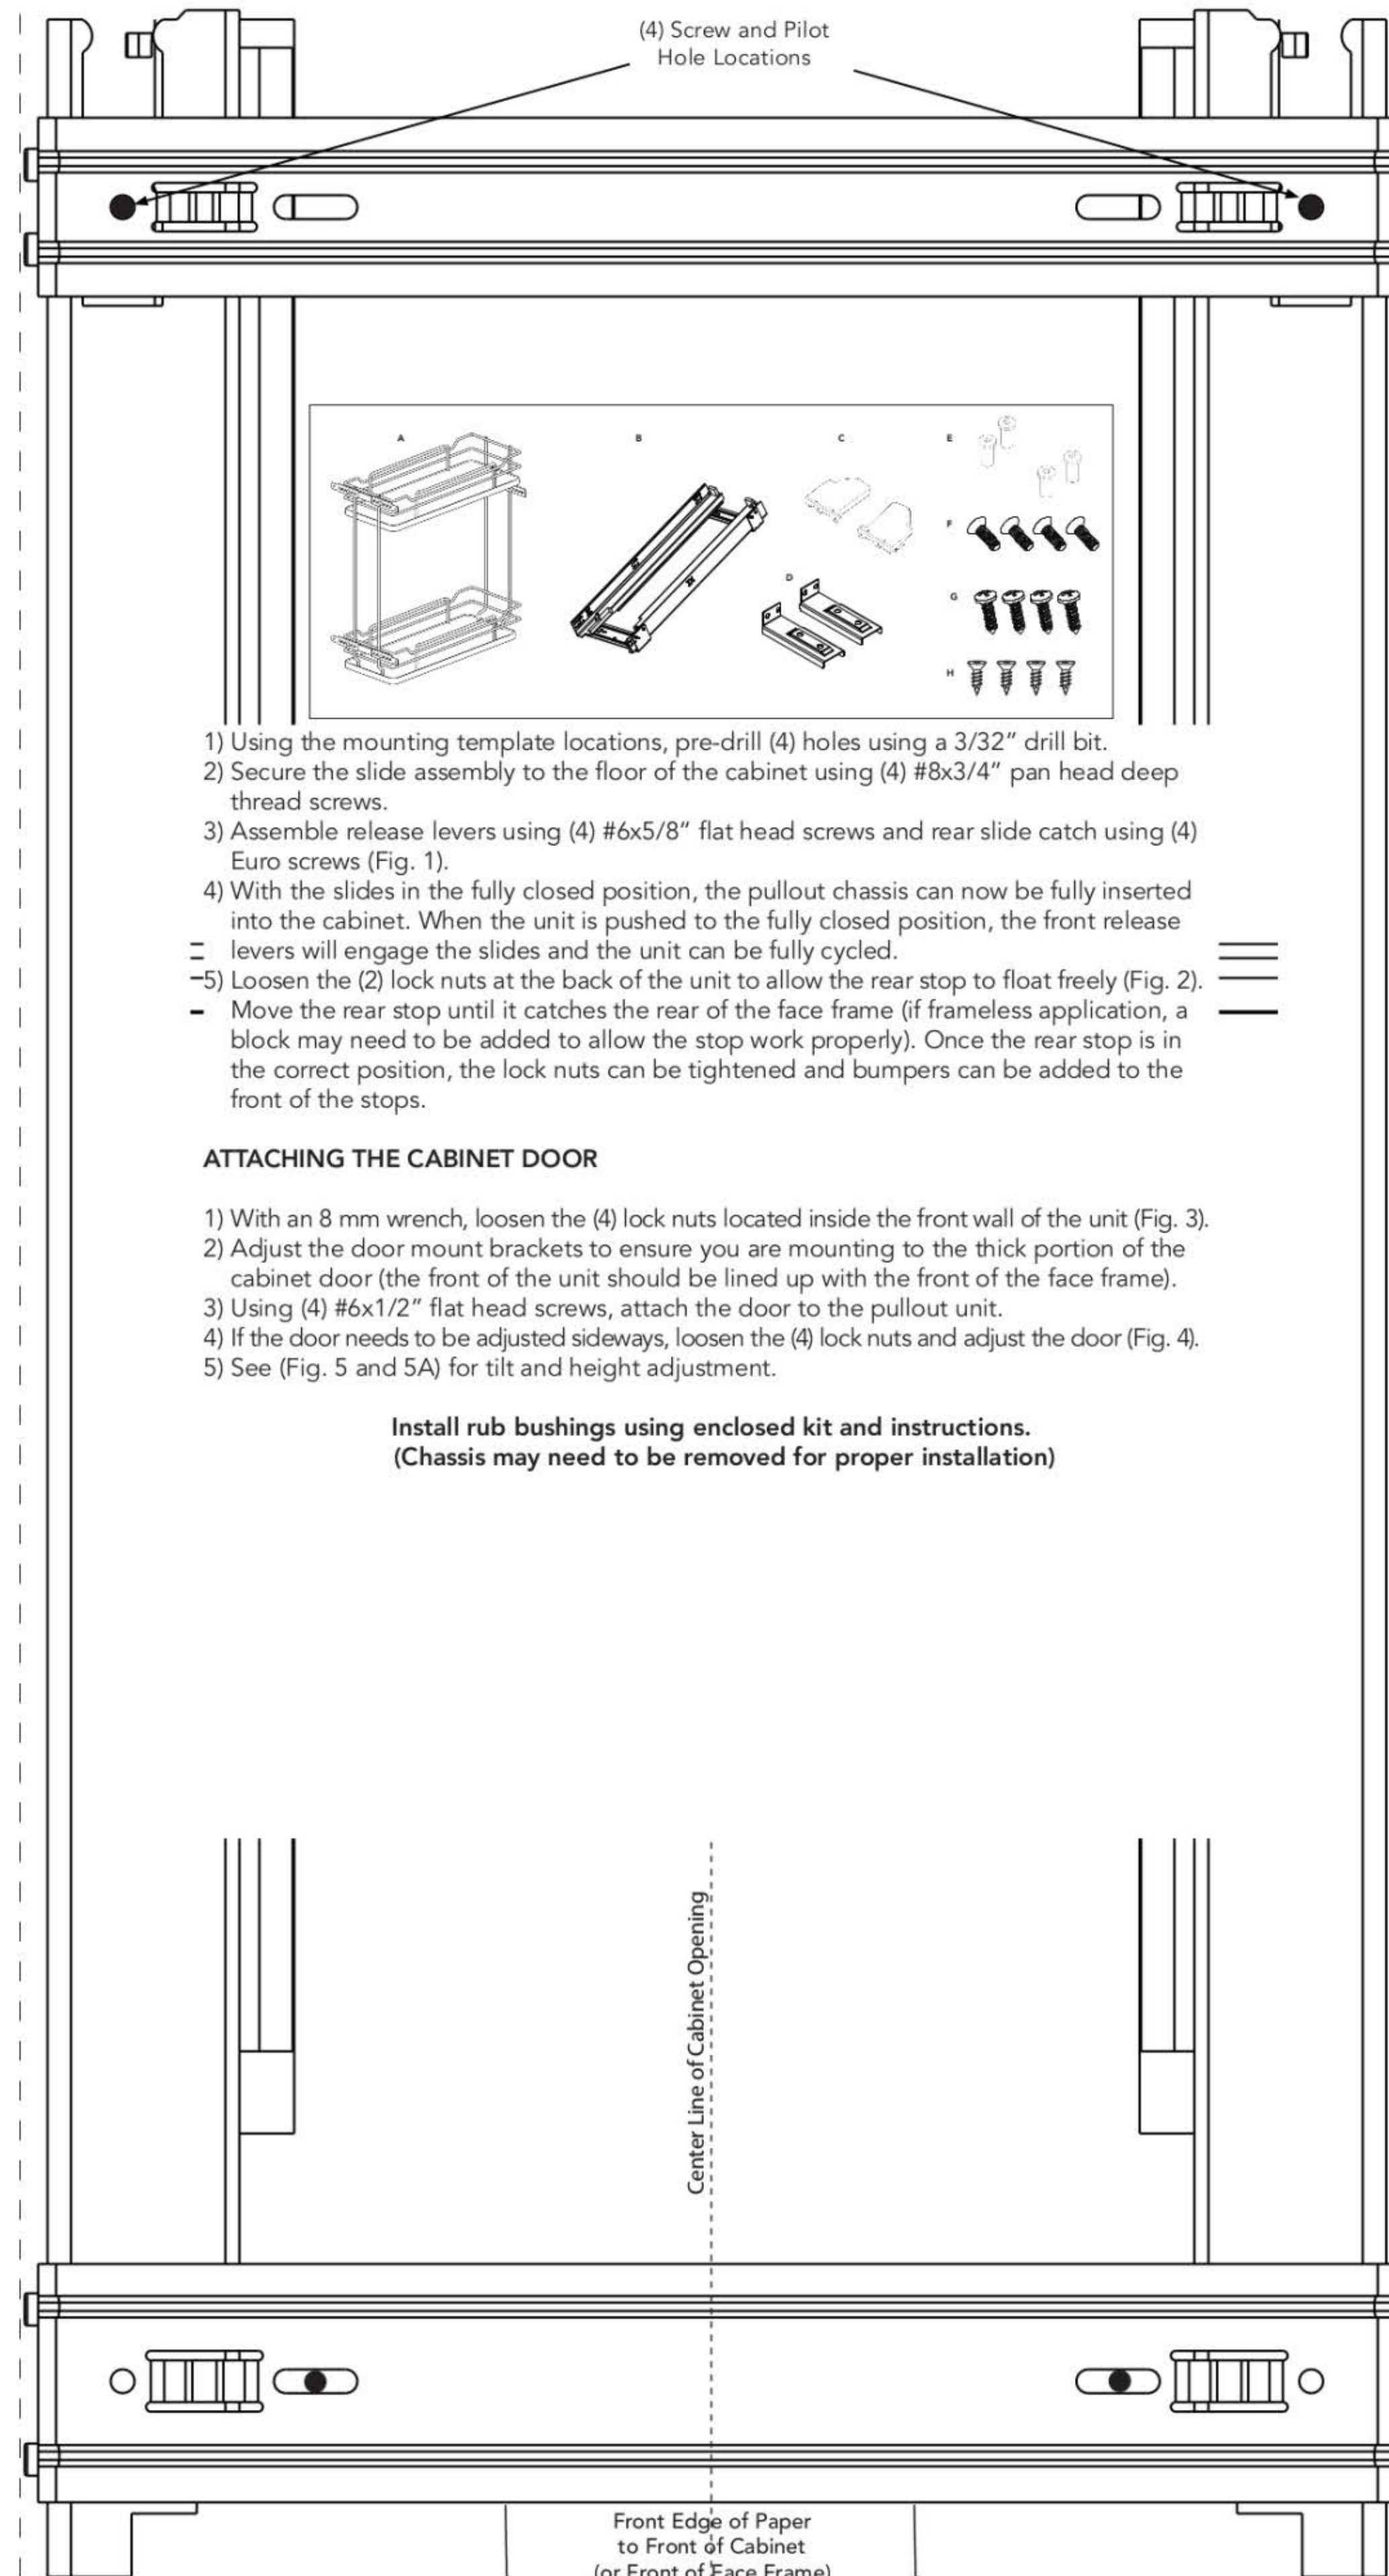 (4) Screw and Pilot
Hole Locations
A
B
C
D
E
F
G
H
1) Using the mounting template locations, pre-drill (4) holes using a 3/32” drill bit.
2) Secure the slide assembly to the floor of the cabinet using (4) #8x3/4” pan head deep
thread screws.
3) Assemble release levers using (4) #6x5/8” flat head screws and rear slide catch using (4)
Euro screws (Fig. 1).
4) With the slides in the fully closed position, the pullout chassis can now be fully inserted
into the cabinet. When the unit is pushed to the fully closed position, the front release
levers will engage the slides and the unit can be fully cycled.
5) Loosen the (2) lock nuts at the back of the unit to allow the rear stop to float freely (Fig. 2).
Move the rear stop until it catches the rear of the face frame (if frameless application, a
block may need to be added to allow the stop work properly). Once the rear stop is in
the correct position, the lock nuts can be tightened and bumpers can be added to the
front of the stops.
ATTACHING THE CABINET DOOR
1) With an 8 mm wrench, loosen the (4) lock nuts located inside the front wall of the unit (Fig. 3).
2) Adjust the door mount brackets to ensure you are mounting to the thick portion of the
cabinet door (the front of the unit should be lined up with the front of the face frame).
3) Using (4) #6x1/2” flat head screws, attach the door to the pullout unit.
4) If the door needs to be adjusted sideways, loosen the (4) lock nuts and adjust the door (Fig. 4).
5) See (Fig. 5 and 5A) for tilt and height adjustment.
Install rub bushings using enclosed kit and instructions.
(Chassis may need to be removed for proper installation)
Center Line of Cabinet Opening
Front Edge of Paper
to Front of Cabinet
(or Front of Face Frame)